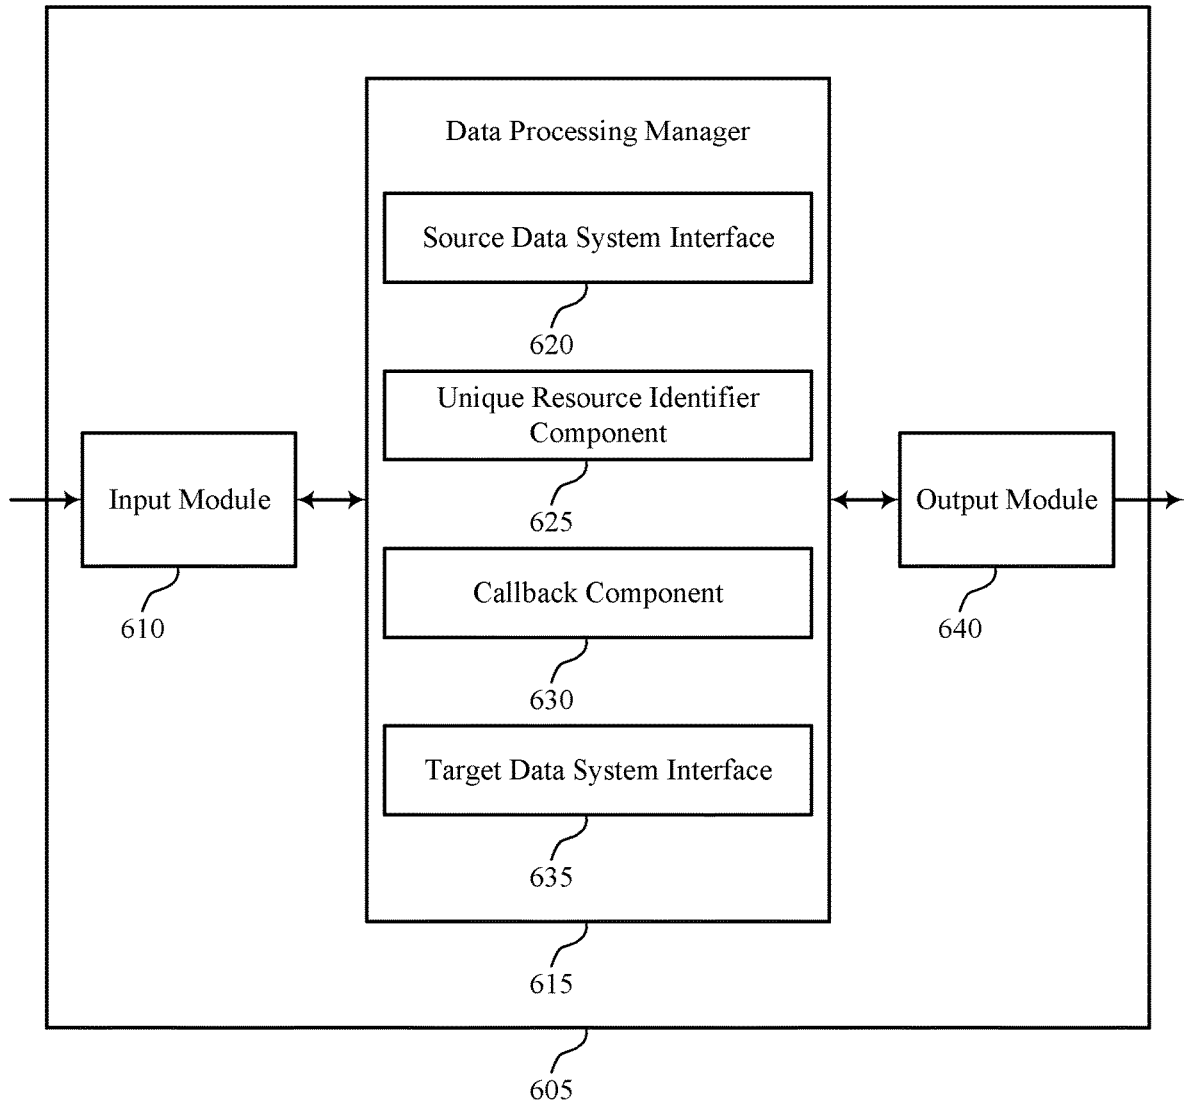 Data Processing Manager
Source Data System Interface
620
Unique Resource Identifier
Component
625
Input Module
610
Output Module
640
Callback Component
630
Target Data System Interface
635
615
605